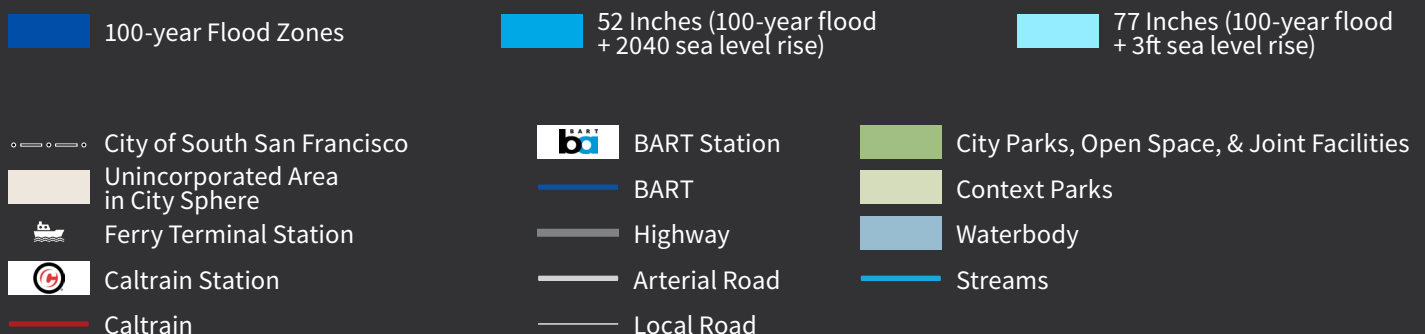 100-year Flood Zones
52 Inches (100-year flood
+ 2040 sea level rise)
77 Inches (100-year flood
+ 3ft sea level rise)
City of South San Francisco
Unincorporated Area
in City Sphere
Ferry Terminal Station
Caltrain Station
Caltrain
BART
ba
BART Station
BART
Highway
Arterial Road
Local Road
City Parks, Open Space, & Joint Facilities
Context Parks
Waterbody
Streams